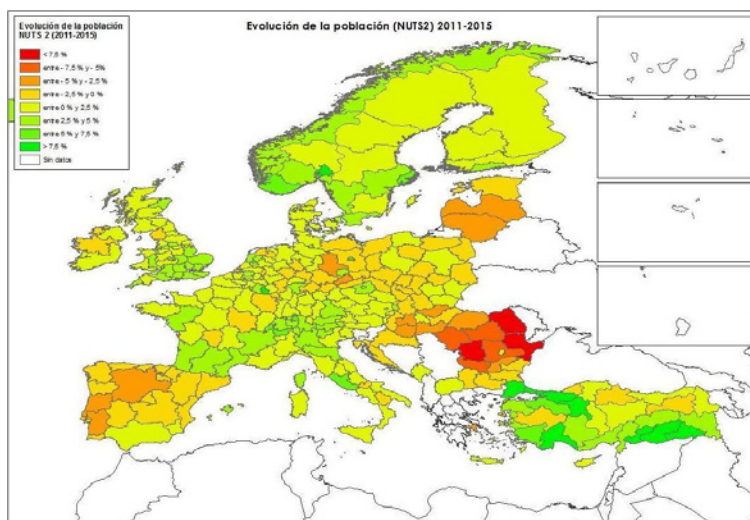 Evolución de la población (NUTS2) 2011-2015
Evolución de la población
NUTS 2 (2011-2015)
< 7,5 %
entre - 7,5 % y - 5%
entre - 5 % y - 2,5%
entre - 2,5% y 0 %
entre 0 % y 2,5%
entre 2,5% y 5%
entre 5 % y 7,5%
> 7,5 %
Sin datos